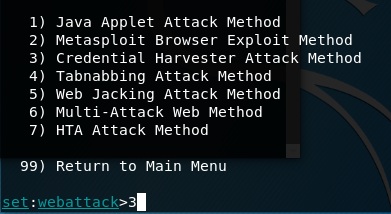 1) Java Applet Attack Method
2) Metasploit Browser Exploit Method
3) Credential Harvester Attack Method
4) Tabnabbing Attack Method
5) Web Jacking Attack Method
6) Multi-Attack Web Method
7) HTA Attack Method
99) Return to Main Menu
set:webattack>3